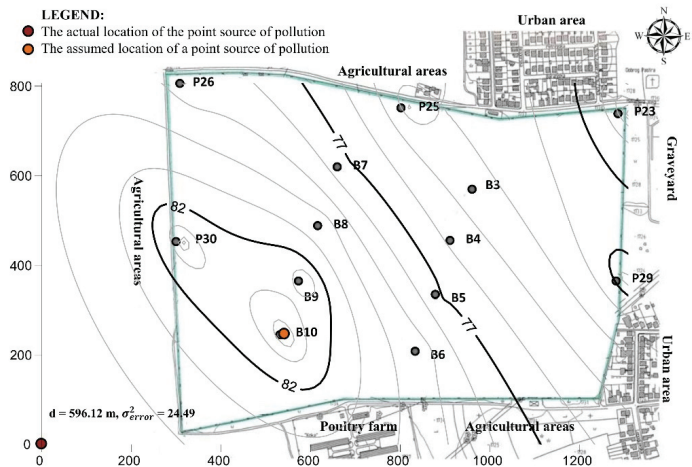 LEGEND:
The actual location of the point source of pollution
The assumed location of a point source of pollution
Urban area
N
W
E
S
Agricultural areas
800
P26
P25
P23
77
B7
Graveyard
600
B3
Agricultural areas
82
B8
P30
B4
400
B9
P29
B5
77
B10
Urban area
200
B6
82
d = 596.12 m, σ²error = 24.49
Poultry farm
Agricultural areas
0
0
200
400
600
800
1000
1200